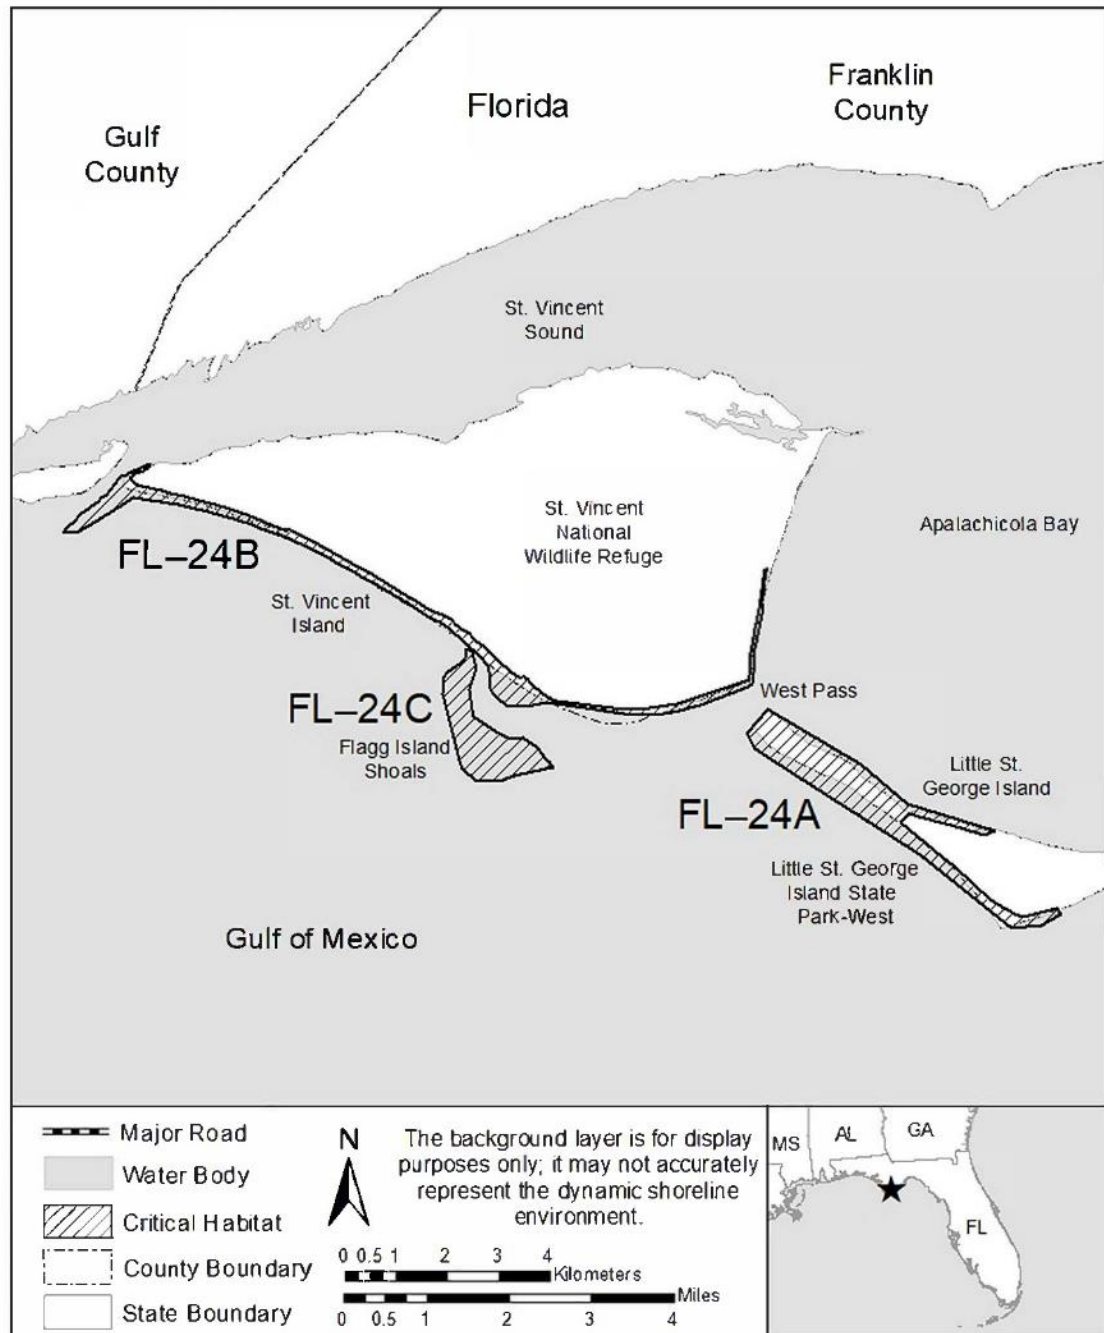 Gulf
County
Florida
Franklin
County
St. Vincent
Sound
St. Vincent
National
Wildlife Refuge
Apalachicola Bay
FL–24B
St. Vincent
Island
FL–24C
Flagg Island
Shoals
West Pass
Little St.
George Island
FL–24A
Little St. George
Island State
Park-West
Gulf of Mexico
Major Road
Water Body
Critical Habitat
County Boundary
State Boundary
N
The background layer is for display
purposes only; it may not accurately
represent the dynamic shoreline
environment.
0 0.5 1 2 3 4
Kilometers
Miles
0 0.5 1 2 3 4
MS
AL
GA
FL